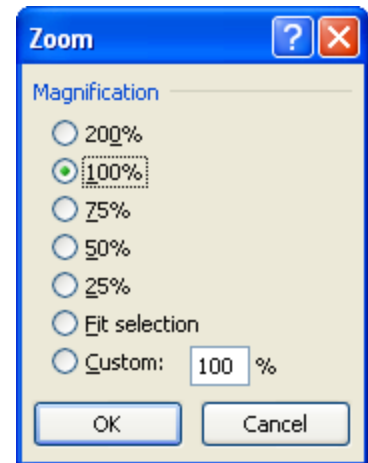 Zoom ?
Magnification
200%
100%
75%
50%
25%
Fit selection
Custom: 100 %
OK Cancel